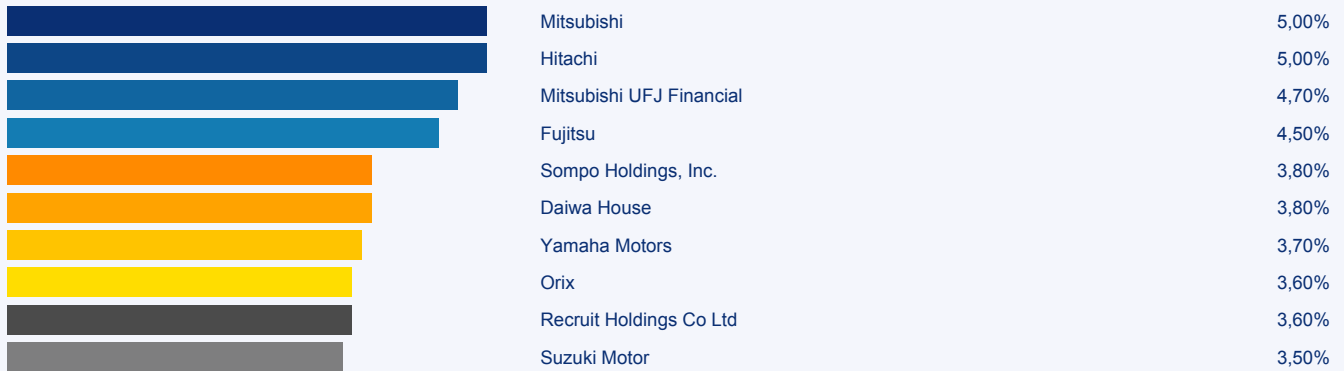 Mitsubishi 5,00%
Hitachi 5,00%
Mitsubishi UFJ Financial 4,70%
Fujitsu 4,50%
Sompo Holdings, Inc. 3,80%
Daiwa House 3,80%
Yamaha Motors 3,70%
Orix 3,60%
Recruit Holdings Co Ltd 3,60%
Suzuki Motor 3,50%